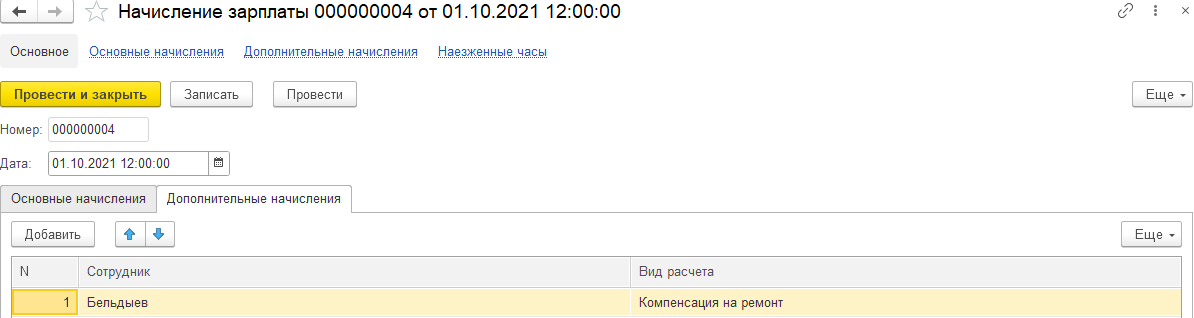 Начисление зарплаты 000000004 от 01.10.2021 12:00:00
Основное Основные начисления Дополнительные начисления Наезженные часы
Провести и закрыть Записать Провести Еще
Номер: 000000004
Дата: 01.10.2021 12:00:00
Основные начисления Дополнительные начисления
Добавить Еще
N Сотрудник Вид расчета
1 Бельдыев Компенсация на ремонт